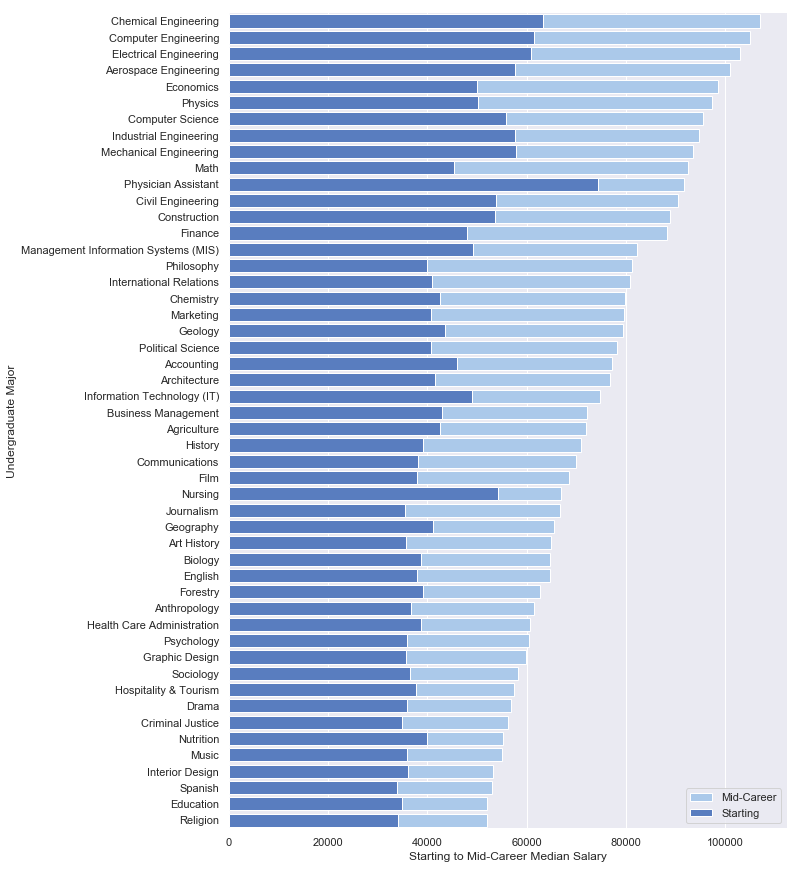 Undergraduate Major
Chemical Engineering
Computer Engineering
Electrical Engineering
Aerospace Engineering
Economics
Physics
Computer Science
Industrial Engineering
Mechanical Engineering
Math
Physician Assistant
Civil Engineering
Construction
Finance
Management Information Systems (MIS)
Philosophy
International Relations
Chemistry
Marketing
Geology
Political Science
Accounting
Architecture
Information Technology (IT)
Business Management
Agriculture
History
Communications
Film
Nursing
Journalism
Geography
Art History
Biology
English
Forestry
Anthropology
Health Care Administration
Psychology
Graphic Design
Sociology
Hospitality & Tourism
Drama
Criminal Justice
Nutrition
Music
Interior Design
Spanish
Education
Religion
Mid-Career
Starting
0 20000 40000 60000 80000 100000
Starting to Mid-Career Median Salary